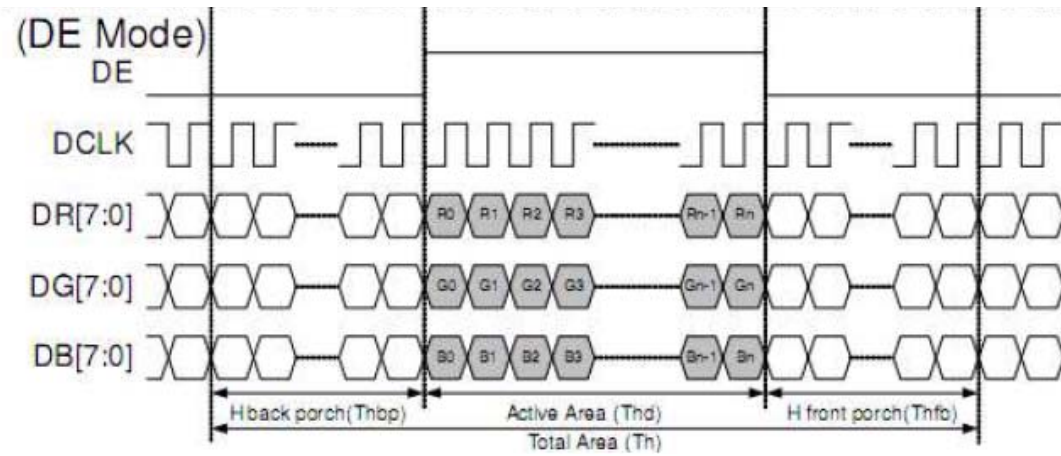 (DE Mode)
DE
DCLK
DR[7:0] R0 R1 R2 R3 Rn-1 Rn
DG[7:0] G0 G1 G2 G3 Gn-1 Gn
DB[7:0] B0 B1 B2 B3 Bn-1 Bn
H back porch(Thbp) Active Area (Thd) H front porch(Thfb)
Total Area (Th)